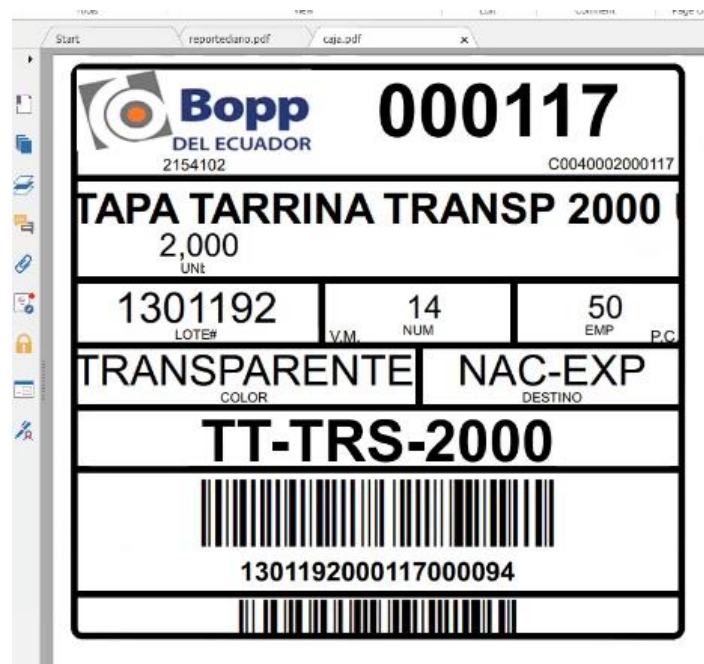 Start reportediario.pdf caja.pdf x
Bopp 000117
DEL ECUADOR
2154102 C0040002000117
TAPA TARRINA TRANSP 2000
2,000
UNI:
1301192 14 50
LOTE# V.M. NUM EMP P.C
TRANSPARENTE NAC-EXP
COLOR DESTINO
TT-TRS-2000
1301192000117000094